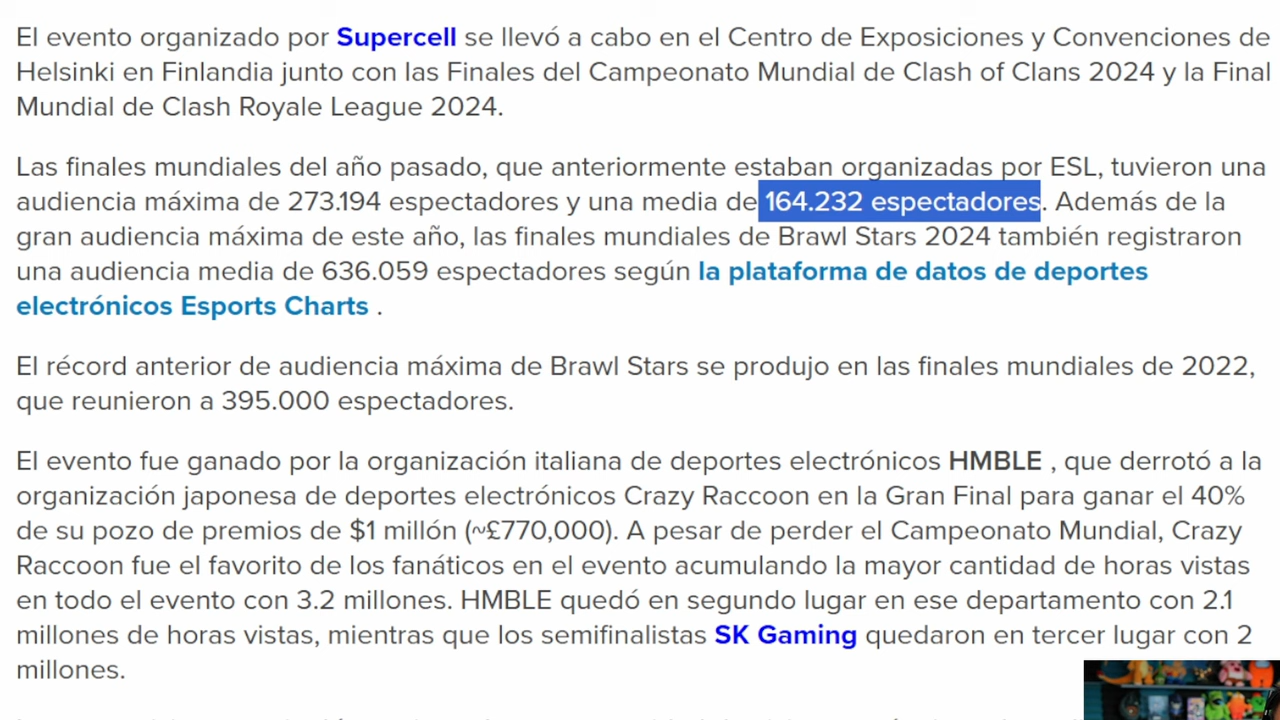 El evento organizado por Supercell se llevó a cabo en el Centro de Exposiciones y Convenciones de
Helsinki en Finlandia junto con las Finales del Campeonato Mundial de Clash of Clans 2024 y la Final
Mundial de Clash Royale League 2024.
Las finales mundiales del año pasado, que anteriormente estaban organizadas por ESL, tuvieron una
audiencia máxima de 273.194 espectadores y una media de 164.232 espectadores. Además de la
gran audiencia máxima de este año, las finales mundiales de Brawl Stars 2024 también registraron
una audiencia media de 636.059 espectadores según la plataforma de datos de deportes
electrónicos Esports Charts .
El récord anterior de audiencia máxima de Brawl Stars se produjo en las finales mundiales de 2022,
que reunieron a 395.000 espectadores.
El evento fue ganado por la organización italiana de deportes electrónicos HMBLE , que derrotó a la
organización japonesa de deportes electrónicos Crazy Raccoon en la Gran Final para ganar el 40%
de su pozo de premios de $1 millón (~£770,000). A pesar de perder el Campeonato Mundial, Crazy
Raccoon fue el favorito de los fanáticos en el evento acumulando la mayor cantidad de horas vistas
en todo el evento con 3.2 millones. HMBLE quedó en segundo lugar en ese departamento con 2.1
millones de horas vistas, mientras que los semifinalistas SK Gaming quedaron en tercer lugar con 2
millones.